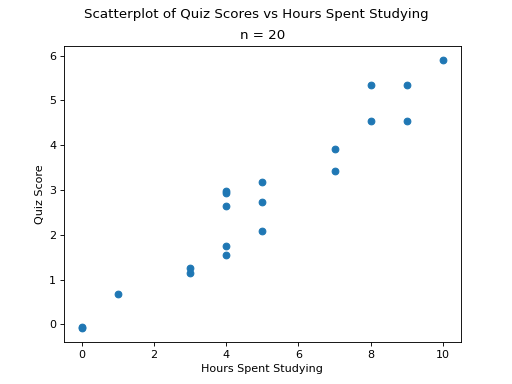 Scatterplot of Quiz Scores vs Hours Spent Studying
n = 20
6
5
4
3
2
1
0
Quiz Score
0 2 4 6 8 10
Hours Spent Studying